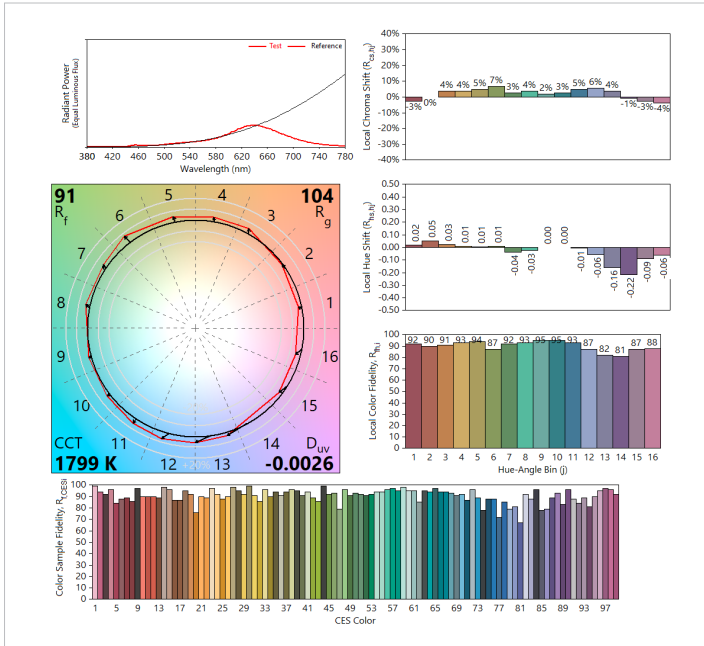 Test Reference
Radiant Power
(Equal Luminous Flux)
380 420 460 500 540 580 620 660 700 740 780
Wavelength (nm)
Local Chroma Shift (Rcs,hj)
40%
30%
20%
10%
0%
-10%
-20%
-30%
-40%
-3% 0% 4% 4% 5% 7% 3% 4% 2% 3% 5% 6% 4% -1% -3% -4%
91
Rf
104
Rg
1
2
3
4
5
6
7
8
9
10
11
12
13
14
15
16
+20%
CCT
1799 K
Duv
-0.0026
Local Hue Shift (Rhs,hj)
0.50
0.40
0.30
0.20
0.10
0.00
-0.10
-0.20
-0.30
-0.40
-0.50
0.02 0.05 0.03 0.01 0.01 0.01 -0.04 -0.03 0.00 0.00 -0.01 -0.06 -0.16 -0.22 -0.09 -0.06
Local Color Fidelity, Rfh,i
100
90
80
70
60
50
40
30
20
10
0
92 90 91 93 94 87 92 93 95 95 93 87 82 81 87 88
1 2 3 4 5 6 7 8 9 10 11 12 13 14 15 16
Hue-Angle Bin (j)
Color Sample Fidelity, Rf,CESi
100
90
80
70
60
50
40
30
20
10
0
1 5 9 13 17 21 25 29 33 37 41 45 49 53 57 61 65 69 73 77 81 85 89 93 97
CES Color